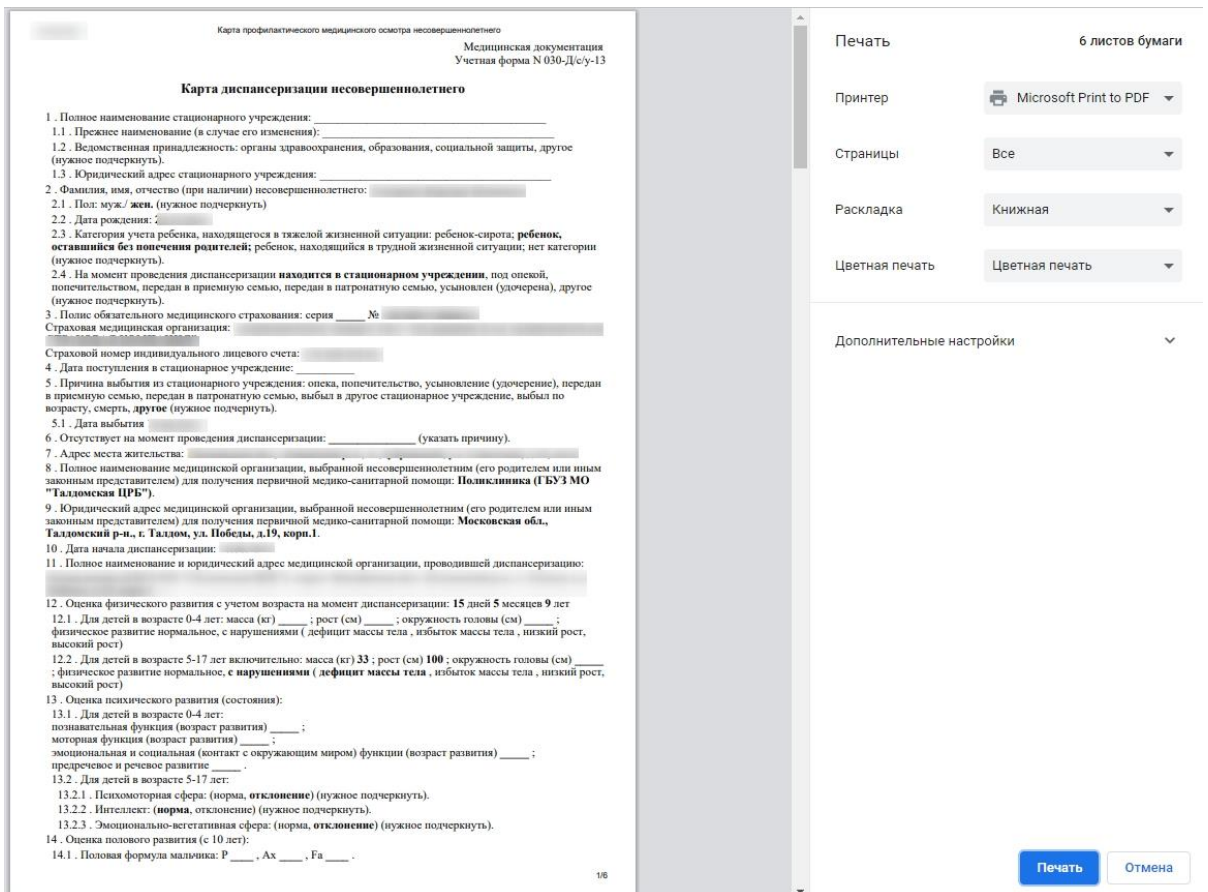 Карта профилактического медицинского осмотра несовершеннолетнего
Медицинская документация
Учетная форма N 030-Д/с/у-13
Карта диспансеризации несовершеннолетнего
1 . Полное наименование стационарного учреждения: ____
1.1 . Прежнее наименование (в случае его изменения): ____
1.2 . Ведомственная принадлежность: органы здравоохранения, образования, социальной защиты, другое
(нужное подчеркнуть).
1.3 . Юридический адрес стационарного учреждения: ____
2 . Фамилия, имя, отчество (при наличии) несовершеннолетнего:
2.1 . Пол: муж./ жен. (нужное подчеркнуть)
2.2 . Дата рождения:
2.3 . Категория учета ребенка, находящегося в тяжелой жизненной ситуации: ребенок-сирота; ребенок,
оставшийся без попечения родителей; ребенок, находящийся в трудной жизненной ситуации; нет категории
(нужное подчеркнуть).
2.4 . На момент проведения диспансеризации находится в стационарном учреждении, под опекой,
попечительством, передан в приемную семью, передан в патронатную семью, усыновлен (удочерена), другое
(нужное подчеркнуть).
3 . Полис обязательного медицинского страхования: серия _____ №
Страховая медицинская организация:
Страховой номер индивидуального лицевого счета:
4 . Дата поступления в стационарное учреждение: ____
5 . Причина выбытия из стационарного учреждения: опека, попечительство, усыновление (удочерение), передан
в приемную семью, передан в патронатную семью, выбыл в другое стационарное учреждение, выбыл по
возрасту, смерть, другое (нужное подчернуть).
5.1 . Дата выбытия
6 . Отсутствует на момент проведения диспансеризации: ____ (указать причину).
7 . Адрес места жительства:
8 . Полное наименование медицинской организации, выбранной несовершеннолетним (его родителем или иным
законным представителем) для получения первичной медико-санитарной помощи: Поликлиника (ГБУЗ МО
"Талдомская ЦРБ").
9 . Юридический адрес медицинской организации, выбранной несовершеннолетним (его родителем или иным
законным представителем) для получения первичной медико-санитарной помощи: Московская обл.,
Талдомский р-н., г. Талдом, ул. Победы, д.19, корп.1.
10 . Дата начала диспансеризации:
11 . Полное наименование и юридический адрес медицинской организации, проводившей диспансеризацию:
12 . Оценка физического развития с учетом возраста на момент диспансеризации: 15 дней 5 месяцев 9 лет
12.1 . Для детей в возрасте 0-4 лет: масса (кг) _____ ; рост (см) _____ ; окружность головы (см) _____ ;
физическое развитие нормальное, с нарушениями ( дефицит массы тела , избыток массы тела , низкий рост,
высокий рост)
12.2 . Для детей в возрасте 5-17 лет включительно: масса (кг) 33 ; рост (см) 100 ; окружность головы (см) _____
; физическое развитие нормальное, с нарушениями ( дефицит массы тела , избыток массы тела , низкий рост,
высокий рост)
13 . Оценка психического развития (состояния):
13.1 . Для детей в возрасте 0-4 лет:
познавательная функция (возраст развития) _____ ;
моторная функция (возраст развития) _____ ;
эмоциональная и социальная (контакт с окружающим миром) функции (возраст развития) _____ ;
предречевое и речевое развитие _____ .
13.2 . Для детей в возрасте 5-17 лет:
13.2.1 . Психомоторная сфера: (норма, отклонение) (нужное подчеркнуть).
13.2.2 . Интеллект: (норма, отклонение) (нужное подчеркнуть).
13.2.3 . Эмоционально-вегетативная сфера: (норма, отклонение) (нужное подчеркнуть).
14 . Оценка полового развития (с 10 лет):
14.1 . Половая формула мальчика: P ____ , Ax ____ , Fa ____ .
1/6
Печать
6 листов бумаги
Принтер
Microsoft Print to PDF
Страницы
Все
Раскладка
Книжная
Цветная печать
Цветная печать
Дополнительные настройки
Печать
Отмена